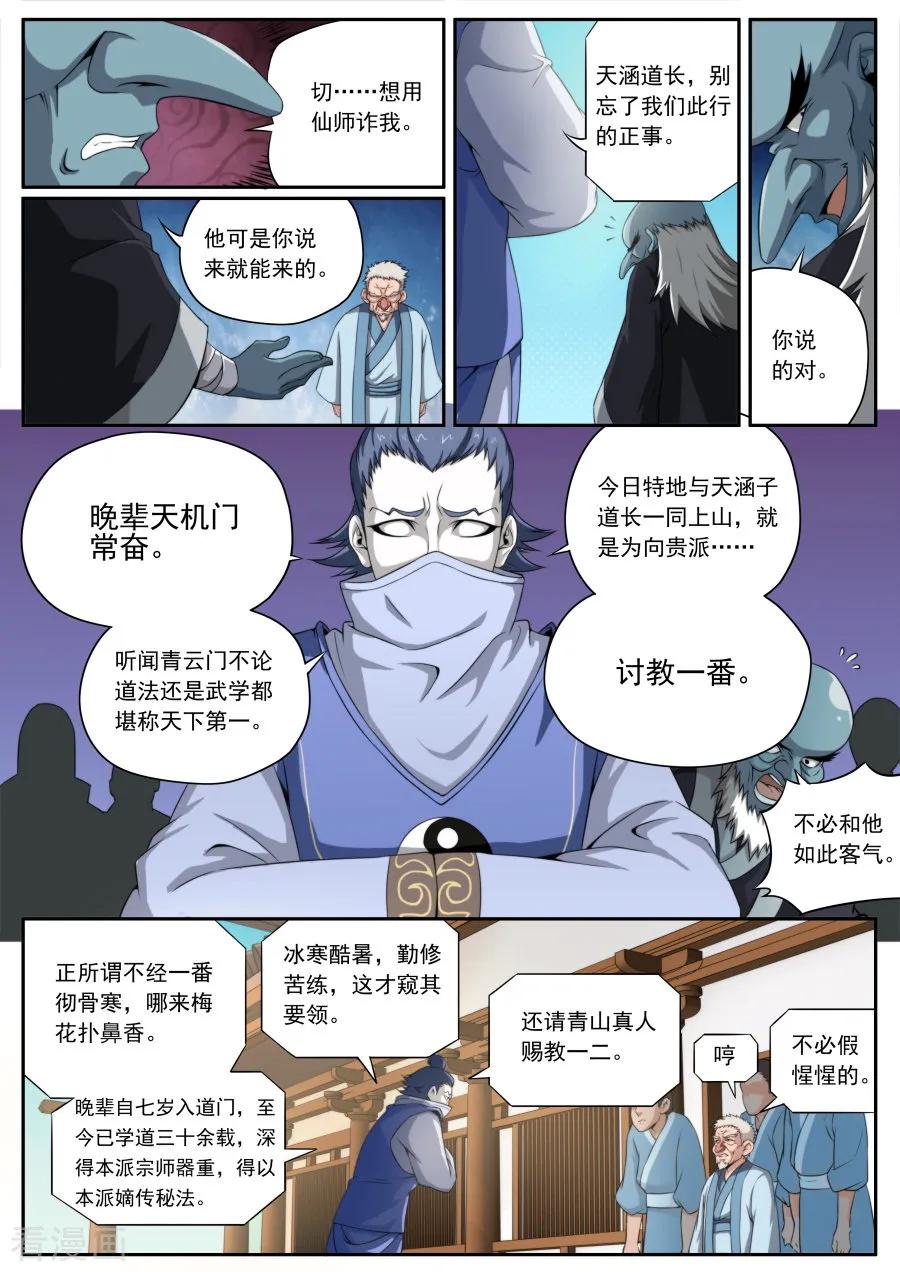 切……想用
仙师诈我。
他可是你说
来就能来的。
天涵道长，别
忘了我们此行
的正事。
你说
的对。
晚辈天机门
常奋。
听闻青云门不论
道法还是武学都
堪称天下第一。
今日特地与天涵子
道长一同上山，就
是为向贵派……
讨教一番。
不必和他
如此客气。
正所谓不经一番
彻骨寒，哪来梅
花扑鼻香。
晚辈自七岁入道门，至
今已学道三十余载，深
得本派宗师器重，得以
本派嫡传秘法。
冰寒酷暑，勤修
苦练，这才窥其
要领。
还请青山真人
赐教一二。
哼
不必假
惺惺的。
看漫画